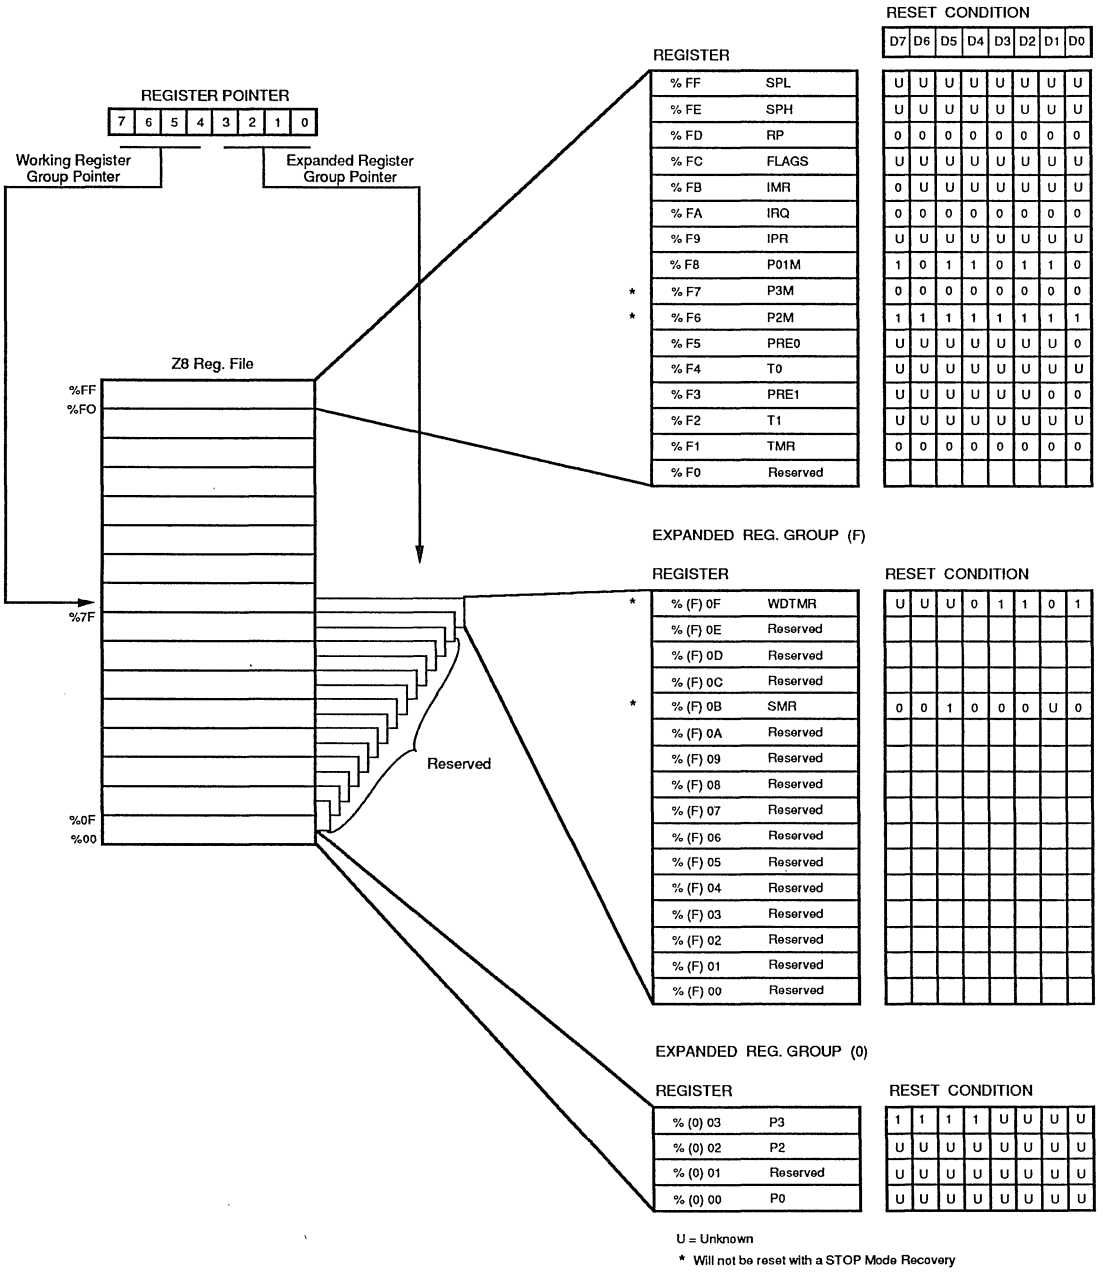 RESET CONDITION
D7 D6 D5 D4 D3 D2 D1 D0
REGISTER
% FF SPL U U U U U U U U
% FE SPH U U U U U U U U
% FD RP 0 0 0 0 0 0 0 0
% FC FLAGS U U U U U U U U
% FB IMR 0 U U U U U U U
% FA IRQ 0 0 0 0 0 0 0 0
% F9 IPR U U U U U U U U
% F8 P01M 1 0 1 1 0 1 1 0
* % F7 P3M 0 0 0 0 0 0 0 0
* % F6 P2M 1 1 1 1 1 1 1 1
% F5 PRE0 U U U U U U U 0
% F4 T0 U U U U U U U U
% F3 PRE1 U U U U U U 0 0
% F2 T1 U U U U U U U U
% F1 TMR 0 0 0 0 0 0 0 0
% F0 Reserved
REGISTER POINTER
7 6 5 4 3 2 1 0
Working Register
Group Pointer
Expanded Register
Group Pointer
Z8 Reg. File
%FF
%FO
%7F
%0F
%00
Reserved
EXPANDED REG. GROUP (F)
REGISTER RESET CONDITION
* % (F) 0F WDTMR U U U 0 1 1 0 1
% (F) 0E Reserved
% (F) 0D Reserved
% (F) 0C Reserved
* % (F) 0B SMR 0 0 1 0 0 0 U 0
% (F) 0A Reserved
% (F) 09 Reserved
% (F) 08 Reserved
% (F) 07 Reserved
% (F) 06 Reserved
% (F) 05 Reserved
% (F) 04 Reserved
% (F) 03 Reserved
% (F) 02 Reserved
% (F) 01 Reserved
% (F) 00 Reserved
EXPANDED REG. GROUP (0)
REGISTER RESET CONDITION
% (0) 03 P3 1 1 1 1 U U U U
% (0) 02 P2 U U U U U U U U
% (0) 01 Reserved U U U U U U U U
% (0) 00 P0 U U U U U U U U
U = Unknown
* Will not be reset with a STOP Mode Recovery